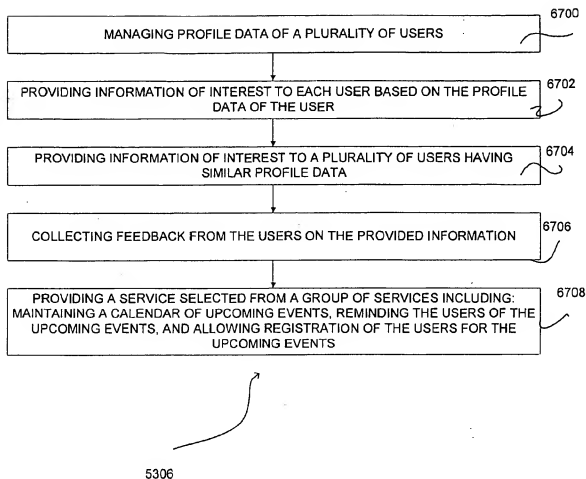 6700
MANAGING PROFILE DATA OF A PLURALITY OF USERS
6702
PROVIDING INFORMATION OF INTEREST TO EACH USER BASED ON THE PROFILE
DATA OF THE USER
6704
PROVIDING INFORMATION OF INTEREST TO A PLURALITY OF USERS HAVING
SIMILAR PROFILE DATA
6706
COLLECTING FEEDBACK FROM THE USERS ON THE PROVIDED INFORMATION
6708
PROVIDING A SERVICE SELECTED FROM A GROUP OF SERVICES INCLUDING:
MAINTAINING A CALENDAR OF UPCOMING EVENTS, REMINDING THE USERS OF THE
UPCOMING EVENTS, AND ALLOWING REGISTRATION OF THE USERS FOR THE
UPCOMING EVENTS
5306